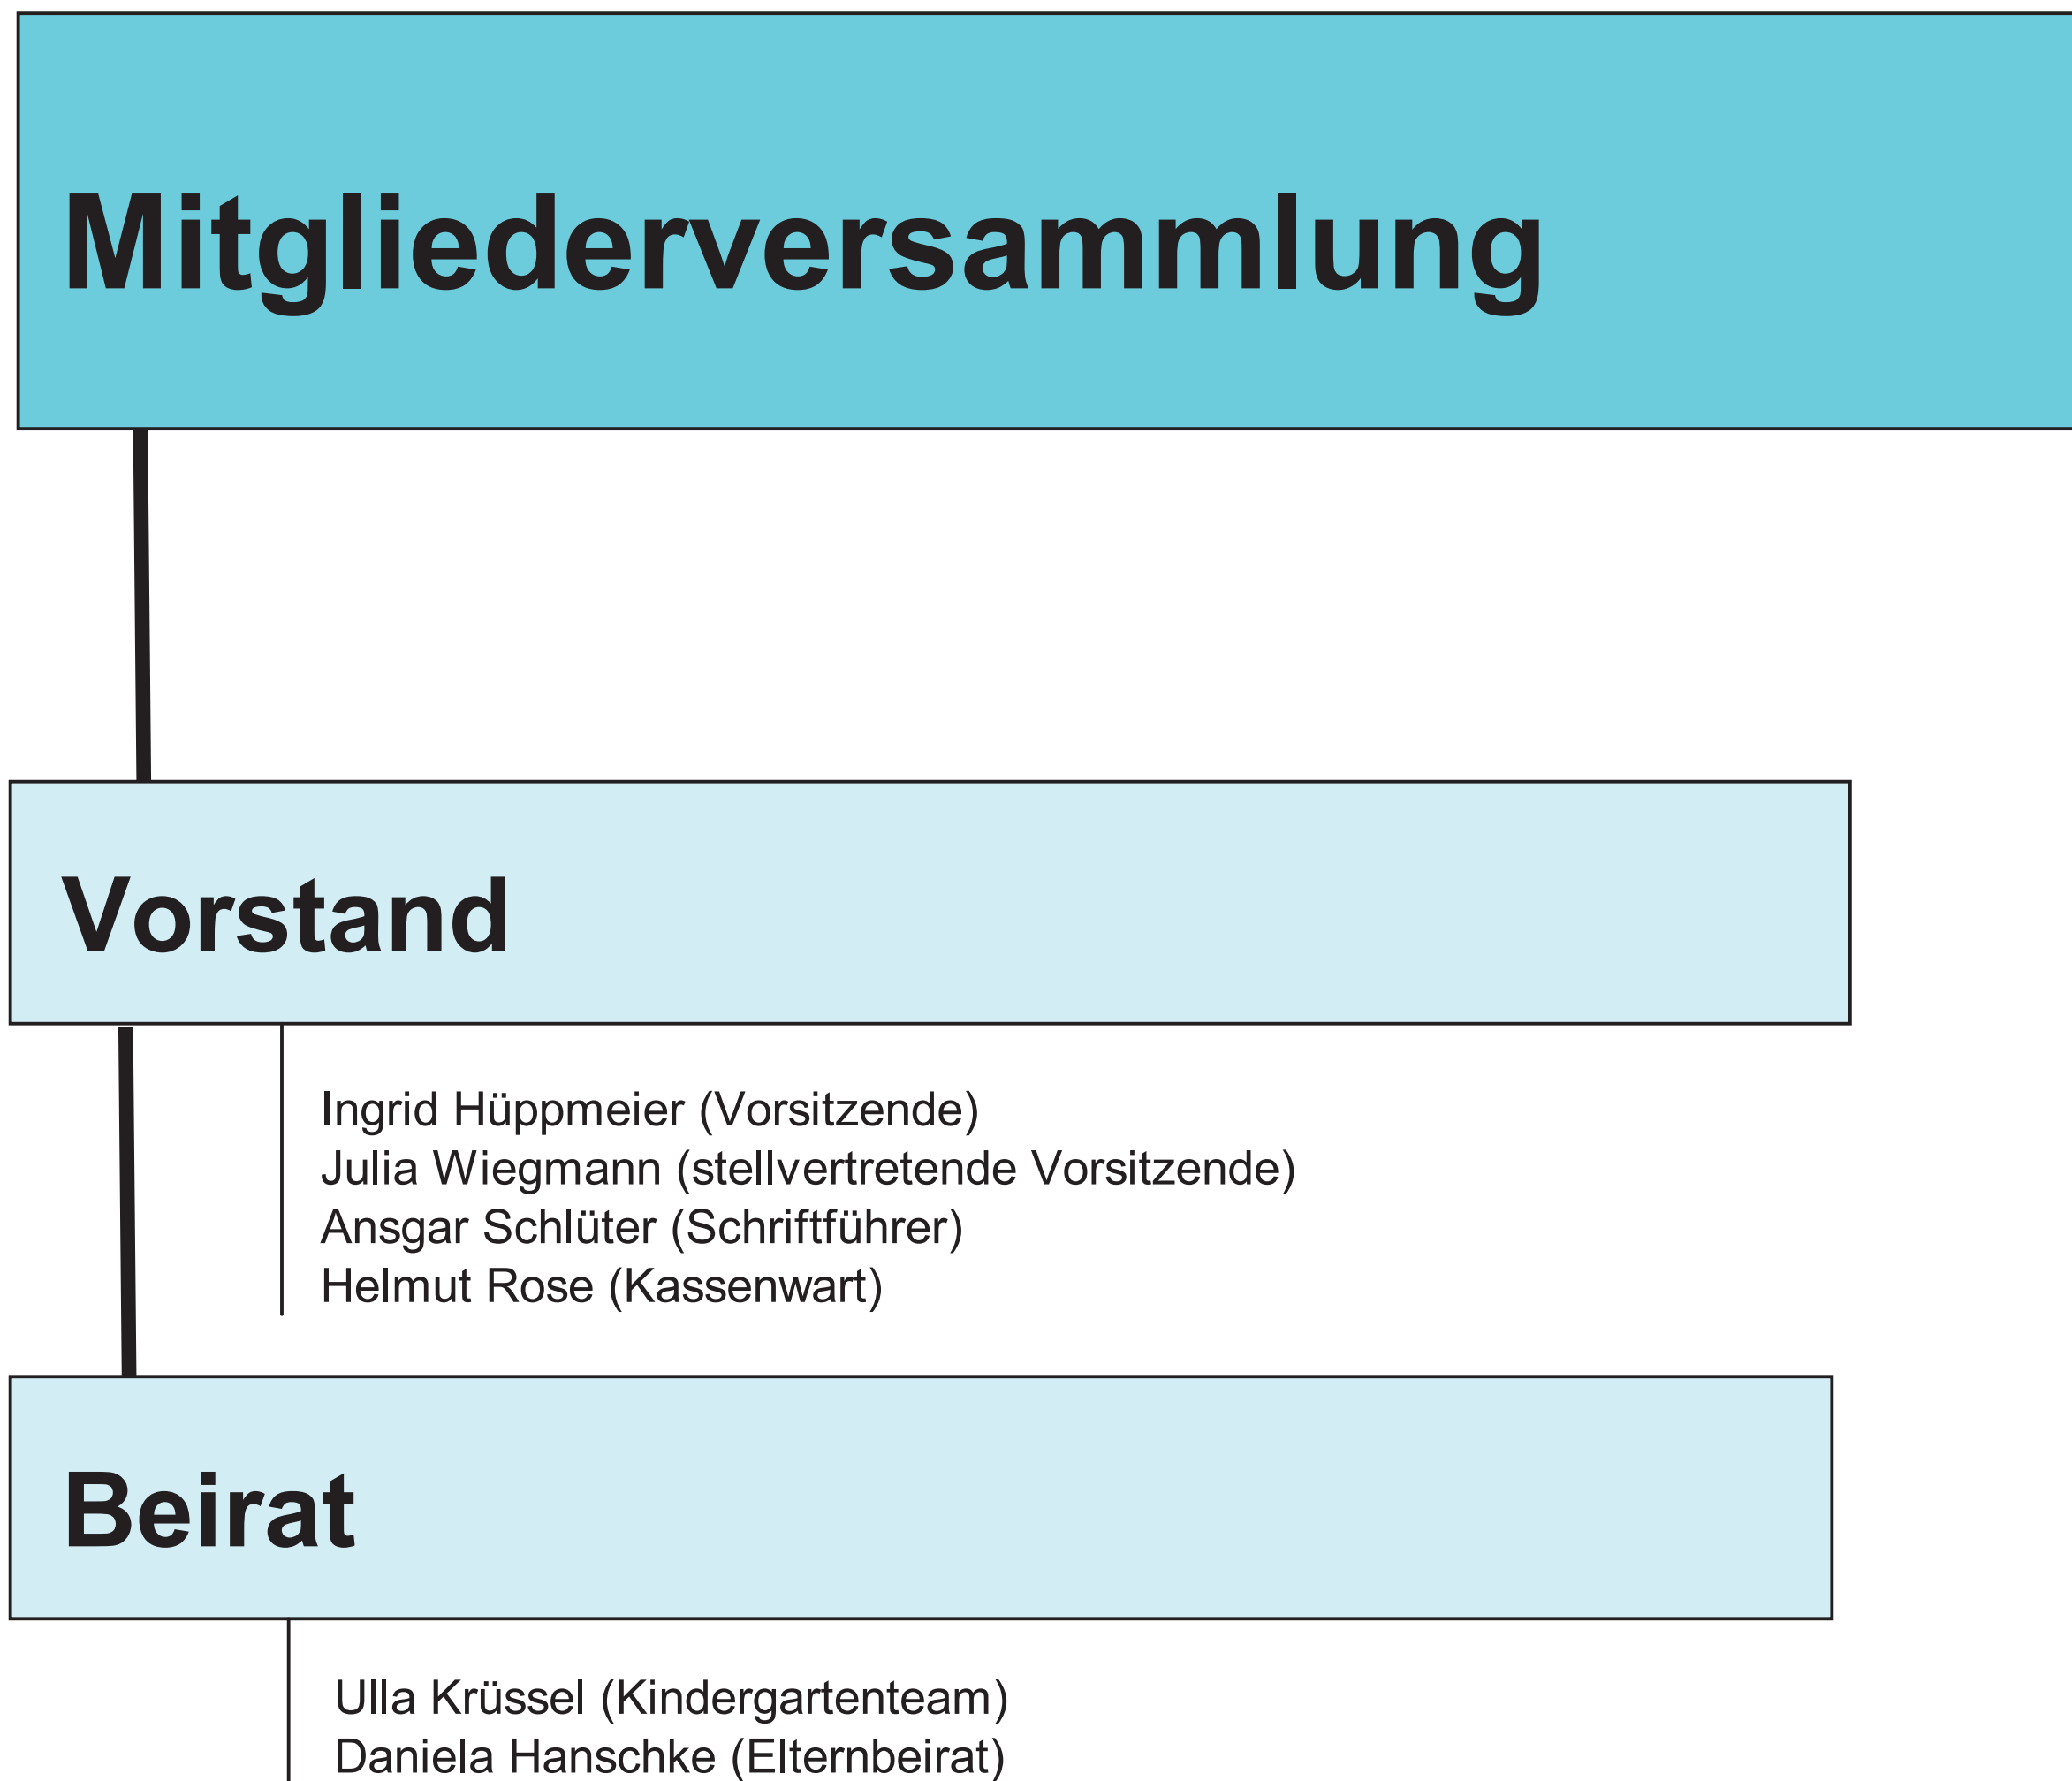 Mitgliederversammlung
Vorstand
Ingrid Hüppmeier (Vorsitzende)
Julia Wiegmann (stellvertretende Vorsitzende)
Ansgar Schlüter (Schriftführer)
Helmut Rose (Kassenwart)
Beirat
Ulla Krüssel (Kindergartenteam)
Daniela Hanschke (Elternbeirat)